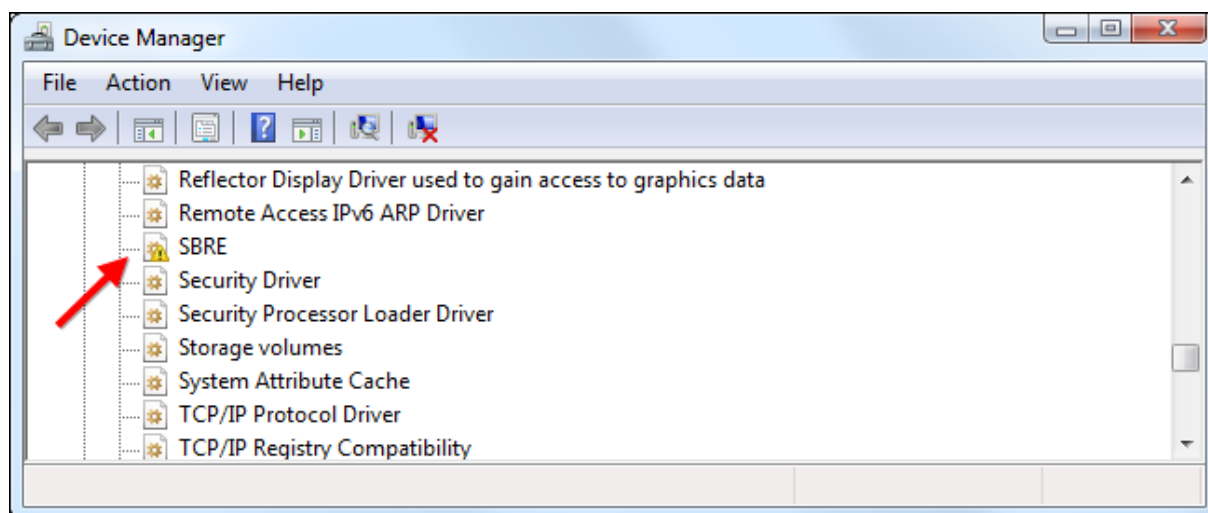 Device Manager
File Action View Help
Reflector Display Driver used to gain access to graphics data
Remote Access IPv6 ARP Driver
SBRE
Security Driver
Security Processor Loader Driver
Storage volumes
System Attribute Cache
TCP/IP Protocol Driver
TCP/IP Registry Compatibility